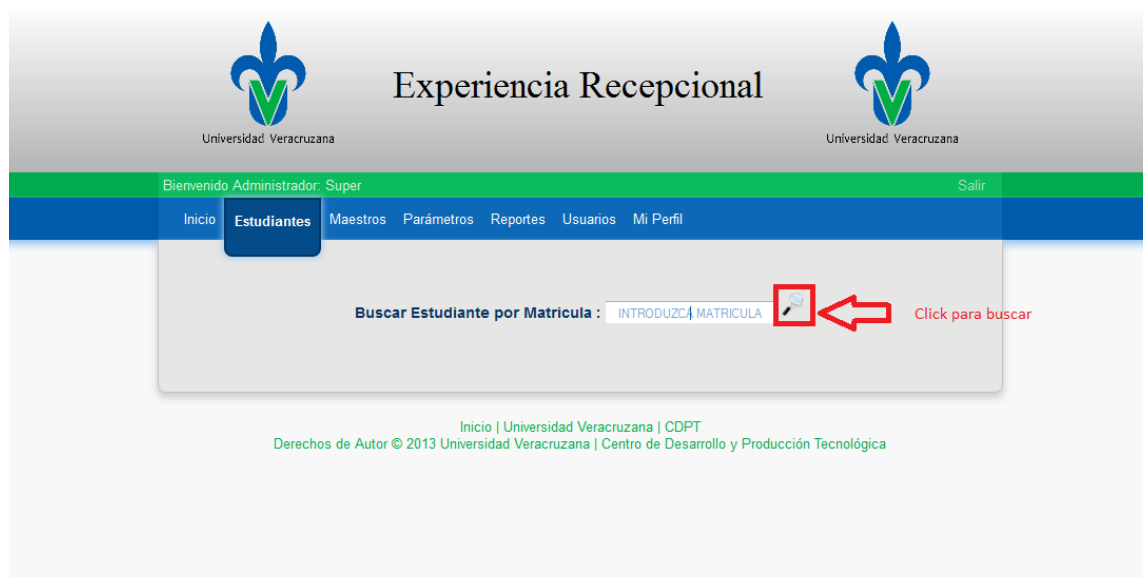 Experiencia Recepcional
Universidad Veracruzana
Universidad Veracruzana
Bienvenido Administrador: Super
Salir
Inicio Estudiantes Maestros Parámetros Reportes Usuarios Mi Perfil
Buscar Estudiante por Matricula : INTRODUZCA MATRICULA
Click para buscar
Inicio | Universidad Veracruzana | CDPT
Derechos de Autor © 2013 Universidad Veracruzana | Centro de Desarrollo y Producción Tecnológica